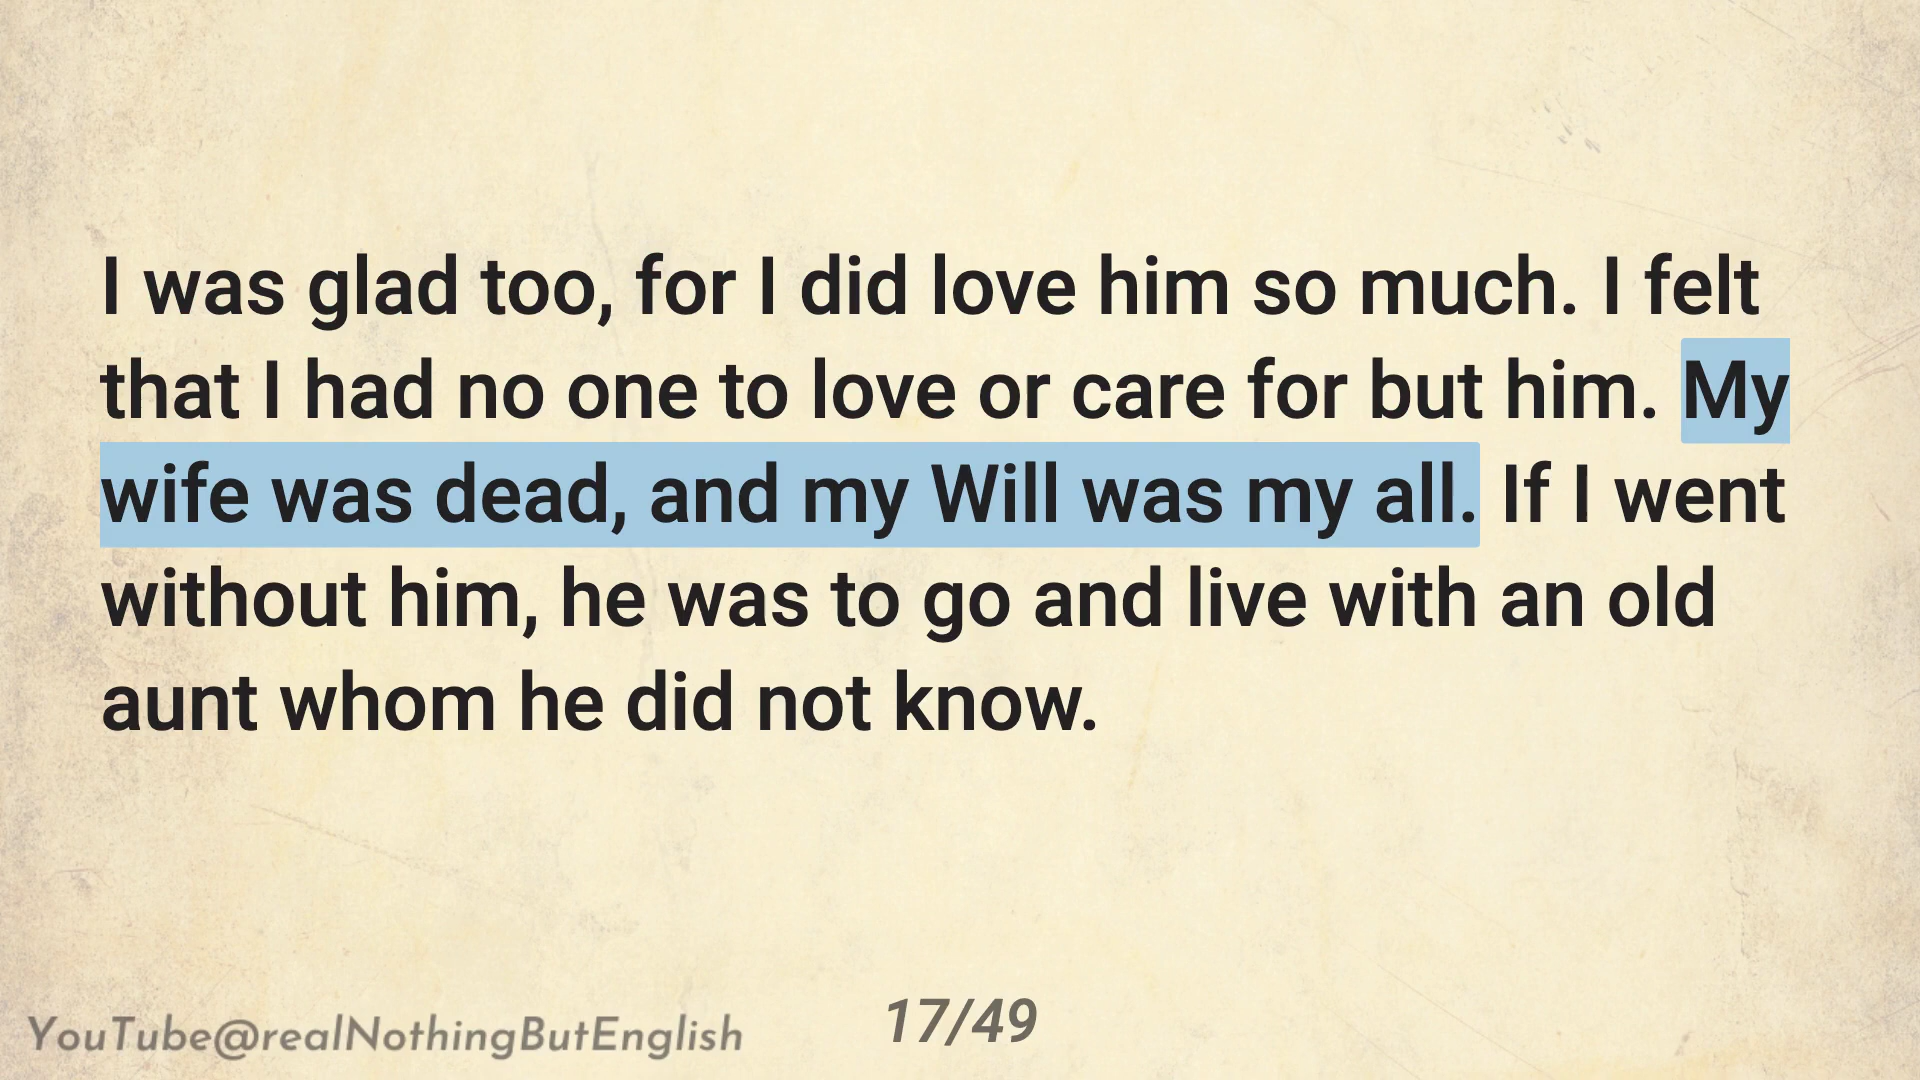 I was glad too, for I did love him so much. I felt
that I had no one to love or care for but him. My
wife was dead, and my Will was my all. If I went
without him, he was to go and live with an old
aunt whom he did not know.
YouTube@realNothingButEnglish
17/49